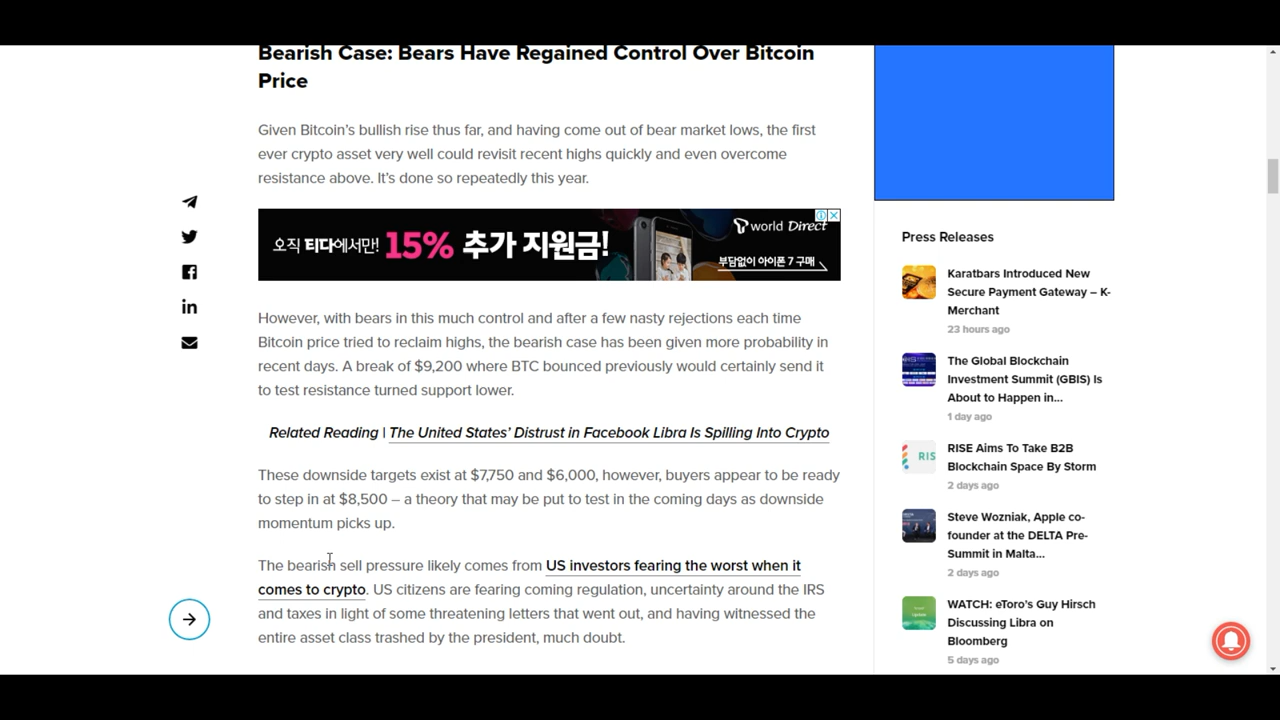 Bearish Case: Bears Have Regained Control Over Bitcoin
Price
Given Bitcoin's bullish rise thus far, and having come out of bear market lows, the first
ever crypto asset very well could revisit recent highs quickly and even overcome
resistance above. It's done so repeatedly this year.
오직 티다에서만! 15% 추가 지원금!
world Direct
부담없이 아이폰 7 구매
However, with bears in this much control and after a few nasty rejections each time
Bitcoin price tried to reclaim highs, the bearish case has been given more probability in
recent days. A break of $9,200 where BTC bounced previously would certainly send it
to test resistance turned support lower.
Related Reading | The United States' Distrust in Facebook Libra Is Spilling Into Crypto
These downside targets exist at $7,750 and $6,000, however, buyers appear to be ready
to step in at $8,500 – a theory that may be put to test in the coming days as downside
momentum picks up.
The bearish sell pressure likely comes from US investors fearing the worst when it
comes to crypto. US citizens are fearing coming regulation, uncertainty around the IRS
and taxes in light of some threatening letters that went out, and having witnessed the
entire asset class trashed by the president, much doubt.
Press Releases
Karatbars Introduced New
Secure Payment Gateway – K-
Merchant
23 hours ago
The Global Blockchain
Investment Summit (GBIS) Is
About to Happen in...
1 day ago
RIS
RISE Aims To Take B2B
Blockchain Space By Storm
2 days ago
Steve Wozniak, Apple co-
founder at the DELTA Pre-
Summit in Malta...
2 days ago
WATCH: eToro's Guy Hirsch
Discussing Libra on
Bloomberg
5 days ago